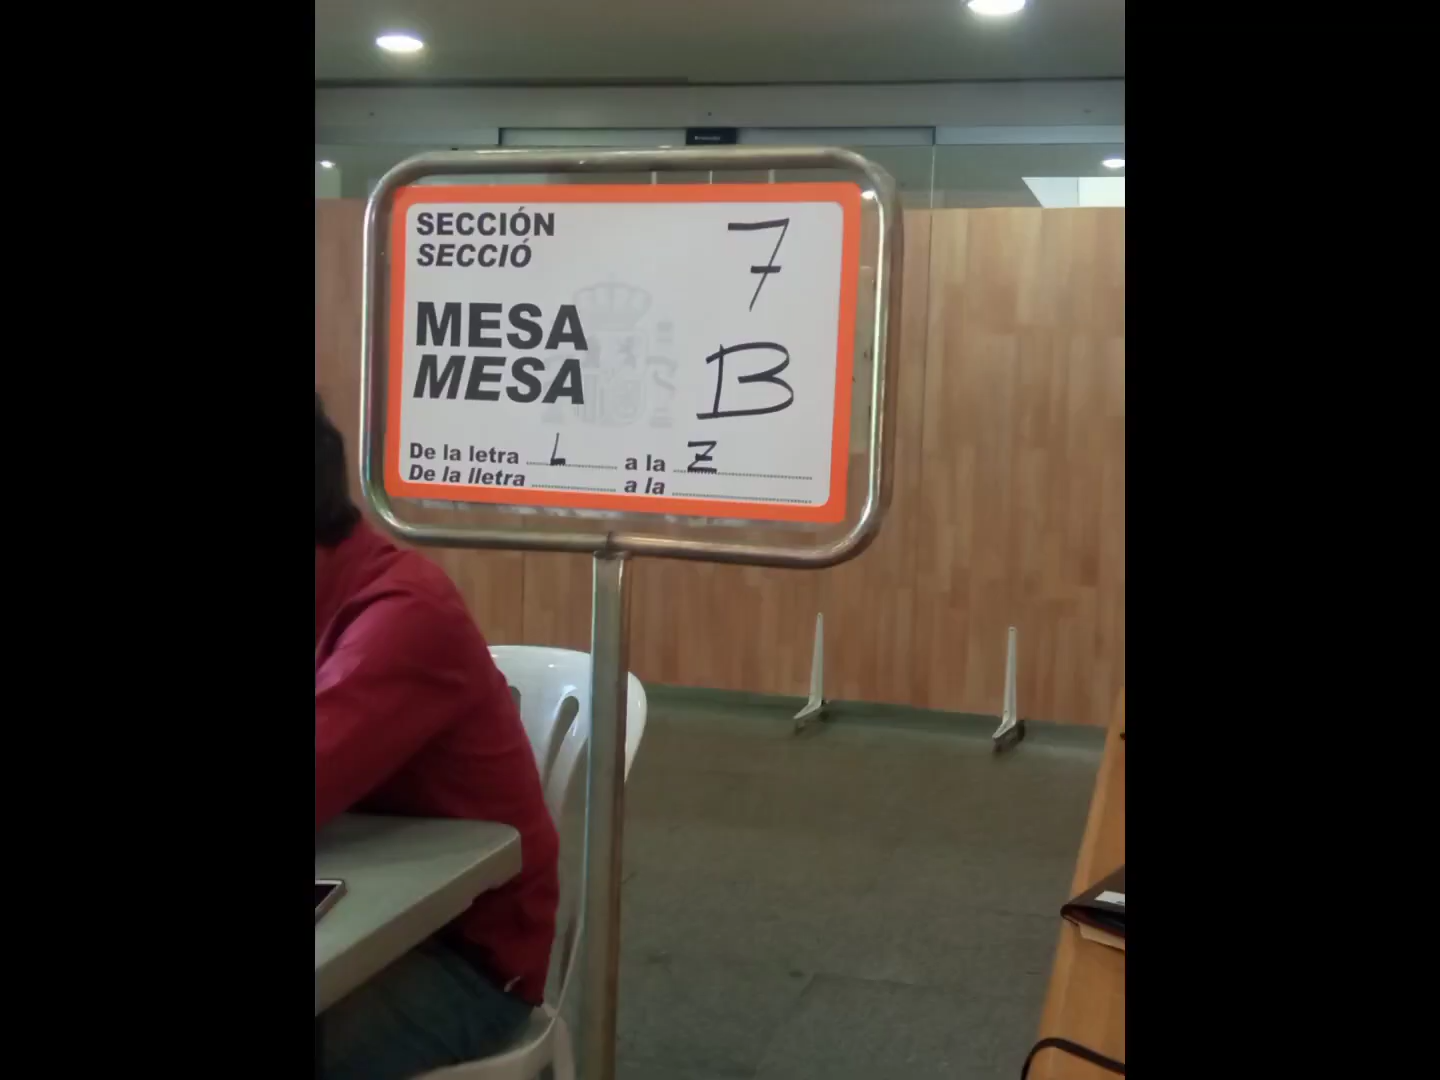 SECCIÓN 7
SECCIÓ
MESA B
MESA
De la letra L a la Z
De la lletra a la